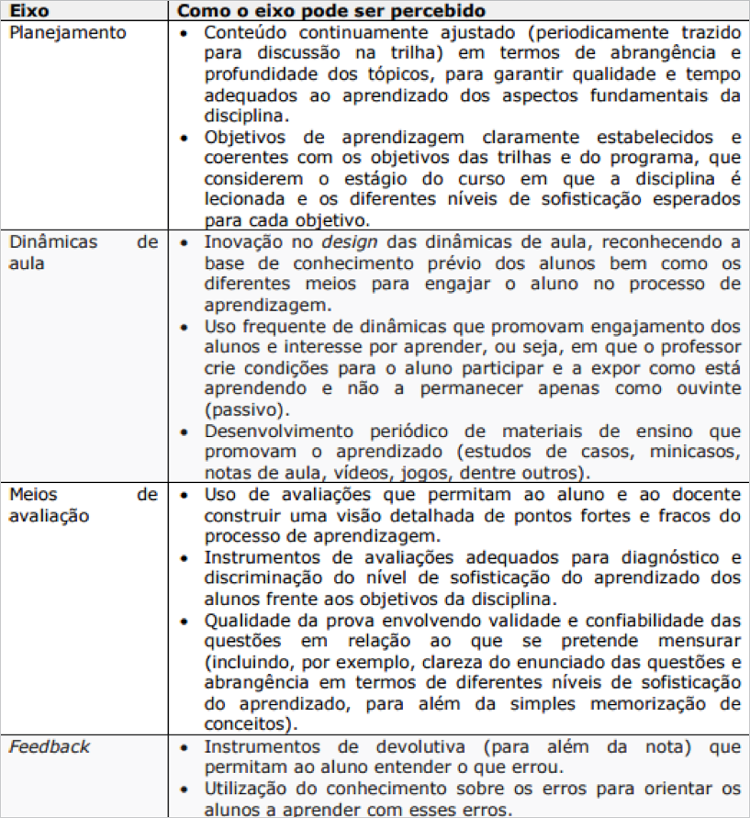 Eixo Como o eixo pode ser percebido
Planejamento • Conteúdo continuamente ajustado (periodicamente trazido
para discussão na trilha) em termos de abrangência e
profundidade dos tópicos, para garantir qualidade e tempo
adequados ao aprendizado dos aspectos fundamentais da
disciplina.
• Objetivos de aprendizagem claramente estabelecidos e
coerentes com os objetivos das trilhas e do programa, que
considerem o estágio do curso em que a disciplina é
lecionada e os diferentes níveis de sofisticação esperados
para cada objetivo.
Dinâmicas de
aula
• Inovação no design das dinâmicas de aula, reconhecendo a
base de conhecimento prévio dos alunos bem como os
diferentes meios para engajar o aluno no processo de
aprendizagem.
• Uso frequente de dinâmicas que promovam engajamento dos
alunos e interesse por aprender, ou seja, em que o professor
crie condições para o aluno participar e a expor como está
aprendendo e não a permanecer apenas como ouvinte
(passivo).
• Desenvolvimento periódico de materiais de ensino que
promovam o aprendizado (estudos de casos, minicasos,
notas de aula, vídeos, jogos, dentre outros).
Meios de
avaliação
• Uso de avaliações que permitam ao aluno e ao docente
construir uma visão detalhada de pontos fortes e fracos do
processo de aprendizagem.
• Instrumentos de avaliações adequados para diagnóstico e
discriminação do nível de sofisticação do aprendizado dos
alunos frente aos objetivos da disciplina.
• Qualidade da prova envolvendo validade e confiabilidade das
questões em relação ao que se pretende mensurar
(incluindo, por exemplo, clareza do enunciado das questões e
abrangência em termos de diferentes níveis de sofisticação
do aprendizado, para além da simples memorização de
conceitos).
Feedback • Instrumentos de devolutiva (para além da nota) que
permitam ao aluno entender o que errou.
• Utilização do conhecimento sobre os erros para orientar os
alunos a aprender com esses erros.